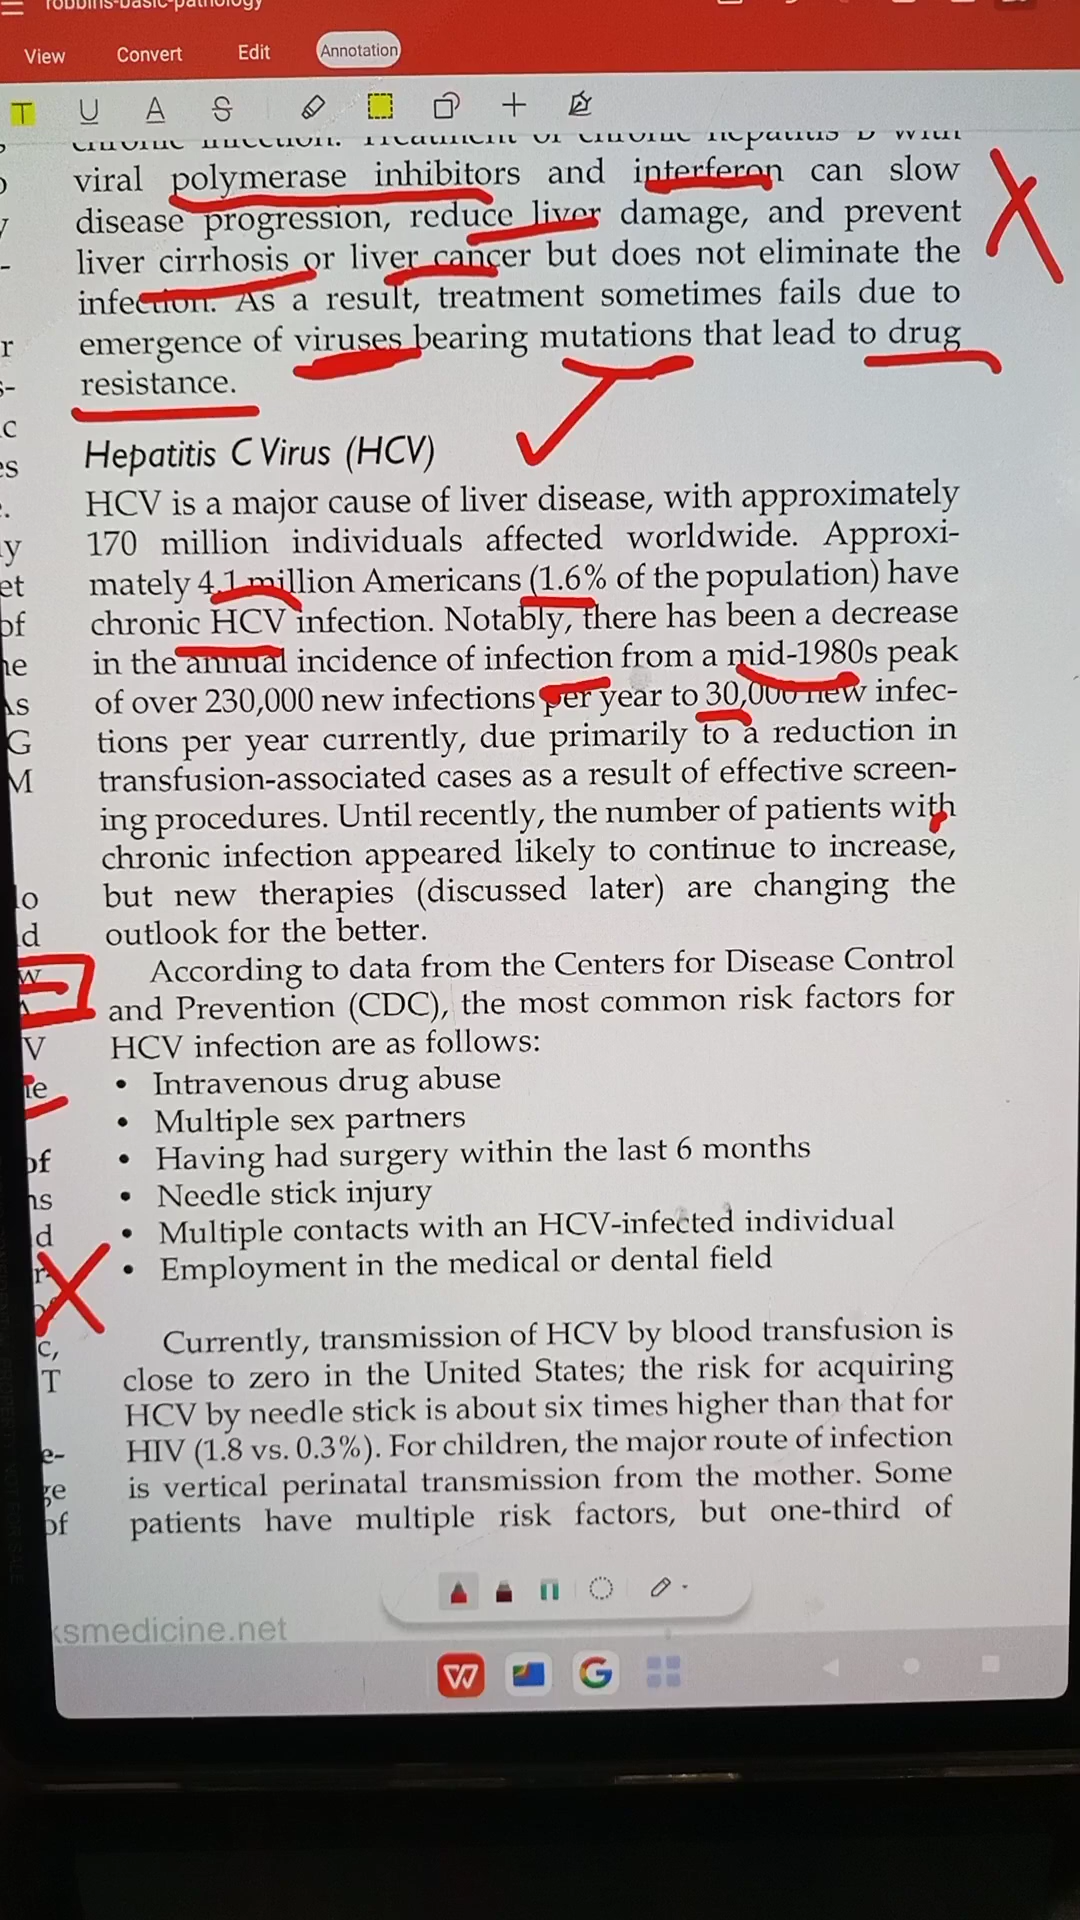 robbins-basic-pathology
View Convert Edit Annotation
T U A S
chronic infection. Treatment of chronic hepatitis B with
viral polymerase inhibitors and interferon can slow
disease progression, reduce liver damage, and prevent
liver cirrhosis or liver cancer but does not eliminate the
infection. As a result, treatment sometimes fails due to
emergence of viruses bearing mutations that lead to drug
resistance.
Hepatitis C Virus (HCV)
HCV is a major cause of liver disease, with approximately
170 million individuals affected worldwide. Approxi-
mately 4.1 million Americans (1.6% of the population) have
chronic HCV infection. Notably, there has been a decrease
in the annual incidence of infection from a mid-1980s peak
of over 230,000 new infections per year to 30,000 new infec-
tions per year currently, due primarily to a reduction in
transfusion-associated cases as a result of effective screen-
ing procedures. Until recently, the number of patients with
chronic infection appeared likely to continue to increase,
but new therapies (discussed later) are changing the
outlook for the better.
According to data from the Centers for Disease Control
and Prevention (CDC), the most common risk factors for
HCV infection are as follows:
• Intravenous drug abuse
• Multiple sex partners
• Having had surgery within the last 6 months
• Needle stick injury
• Multiple contacts with an HCV-infected individual
• Employment in the medical or dental field
Currently, transmission of HCV by blood transfusion is
close to zero in the United States; the risk for acquiring
HCV by needle stick is about six times higher than that for
HIV (1.8 vs. 0.3%). For children, the major route of infection
is vertical perinatal transmission from the mother. Some
patients have multiple risk factors, but one-third of
ksmedicine.net